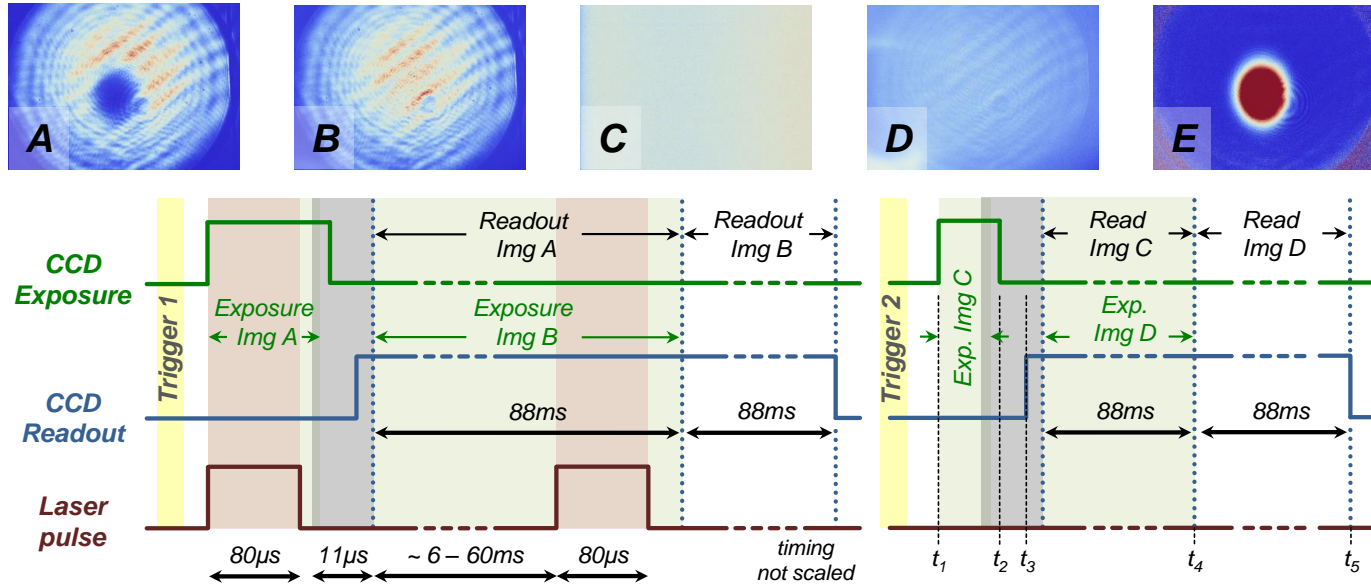 A
B
C
D
E
Readout
Img A
Readout
Img B
Read
Img C
Read
Img D
CCD
Exposure
Trigger 1
Exposure
Img A
Exposure
Img B
Trigger 2
Exp. Img C
Exp.
Img D
CCD
Readout
88ms
88ms
88ms
88ms
Laser
pulse
80µs
11µs
~ 6 – 60ms
80µs
timing
not scaled
t1
t2
t3
t4
t5